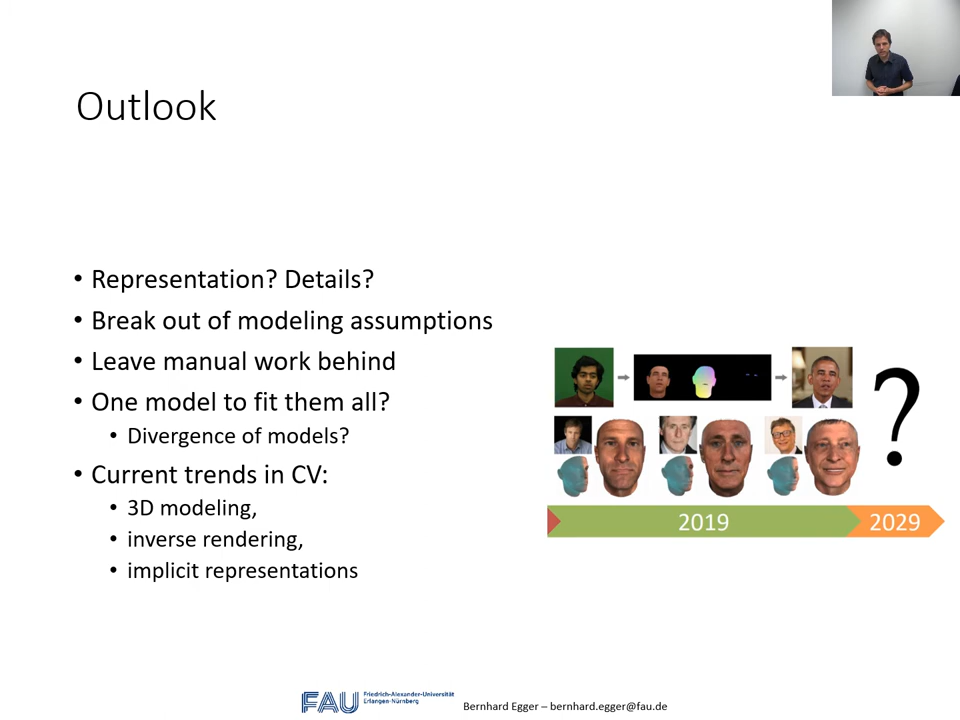 Outlook
• Representation? Details?
• Break out of modeling assumptions
• Leave manual work behind
• One model to fit them all?
• Divergence of models?
• Current trends in CV:
• 3D modeling,
• inverse rendering,
• implicit representations
?
2019
2029
FAU Friedrich-Alexander-Universität
Erlangen-Nürnberg
Bernhard Egger – bernhard.egger@fau.de